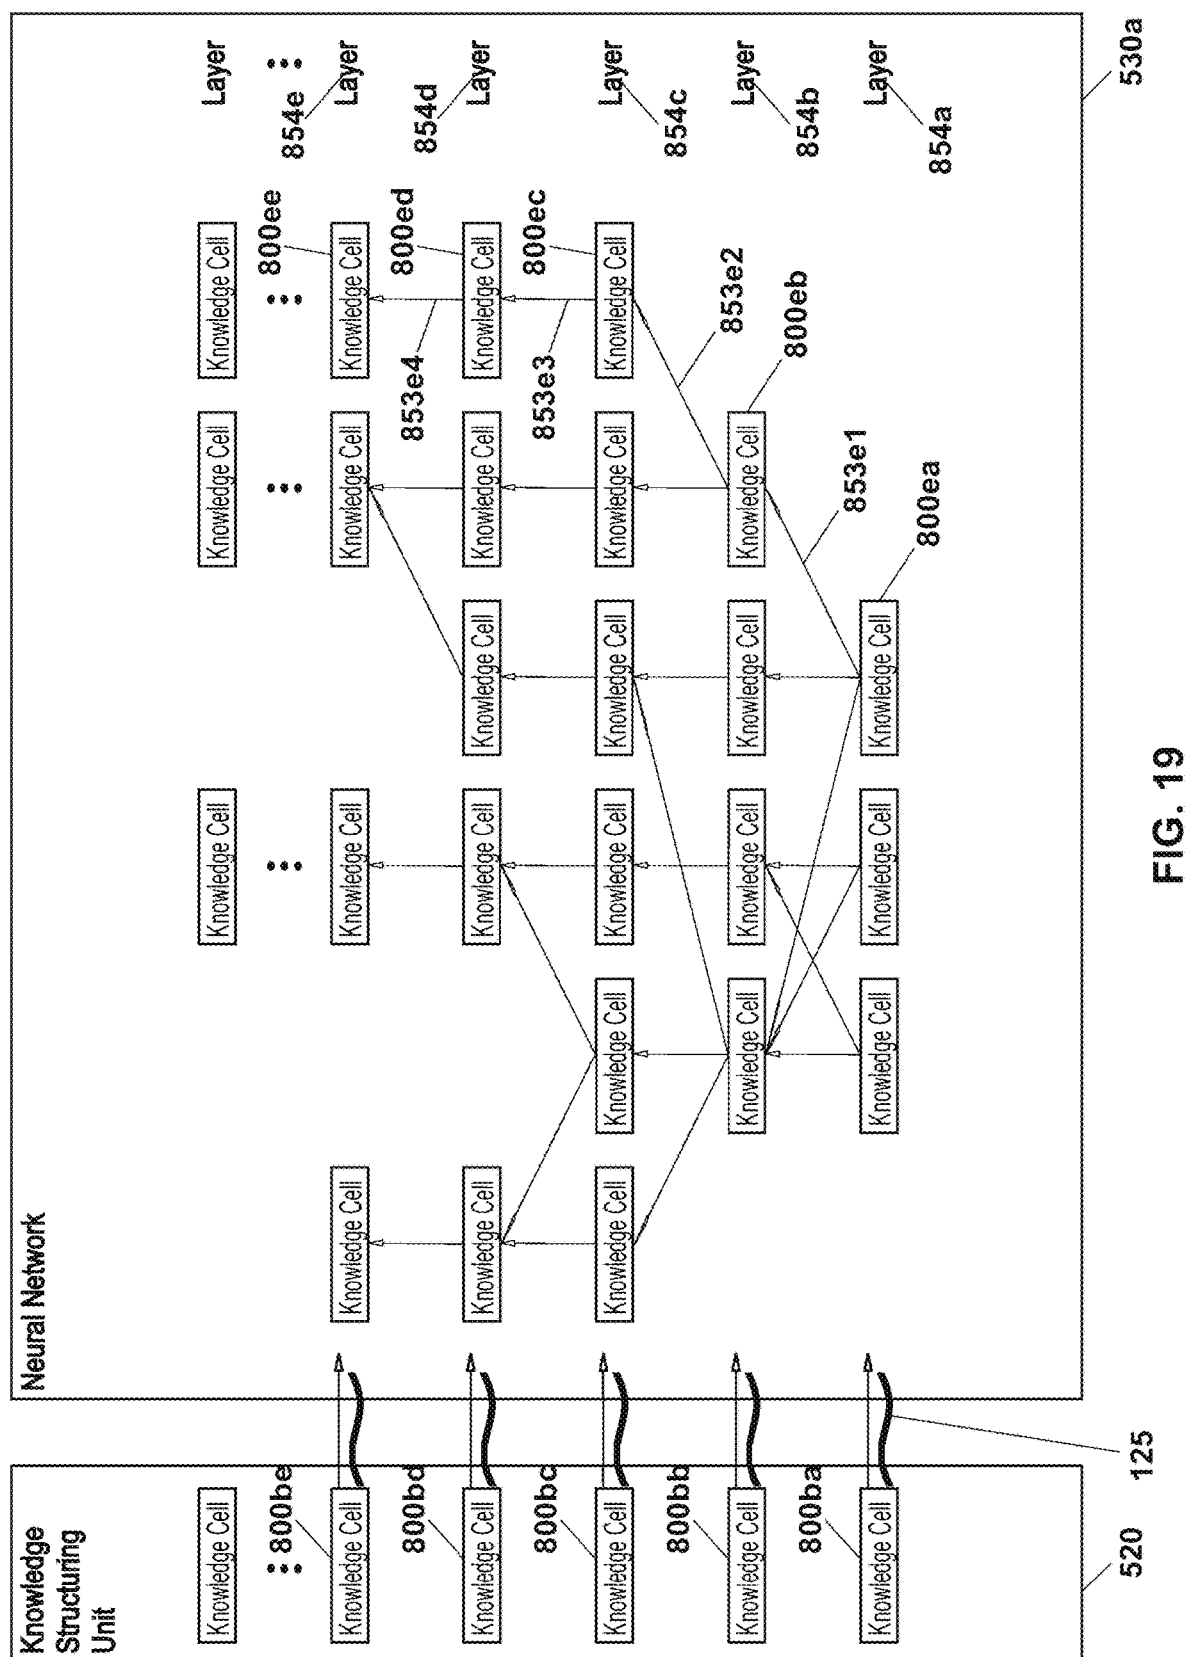 Knowledge
Structuring
Unit
Neural Network
Knowledge Cell
Knowledge Cell
Knowledge Cell
Knowledge Cell
Layer
800be
800ee
854e
Knowledge Cell
Knowledge Cell
Knowledge Cell
Knowledge Cell
Knowledge Cell
Layer
800bd
853e4
800ed
854d
Knowledge Cell
Knowledge Cell
Knowledge Cell
Knowledge Cell
Knowledge Cell
Knowledge Cell
Layer
800bc
853e3
800ec
Knowledge Cell
Knowledge Cell
Knowledge Cell
Knowledge Cell
Knowledge Cell
Knowledge Cell
Knowledge Cell
Layer
800bb
853e2
854c
Knowledge Cell
Knowledge Cell
Knowledge Cell
Knowledge Cell
Knowledge Cell
Layer
800ba
800eb
854b
853e1
Knowledge Cell
Knowledge Cell
Knowledge Cell
Knowledge Cell
Knowledge Cell
Layer
800ea
854a
520
125
530a
FIG. 19